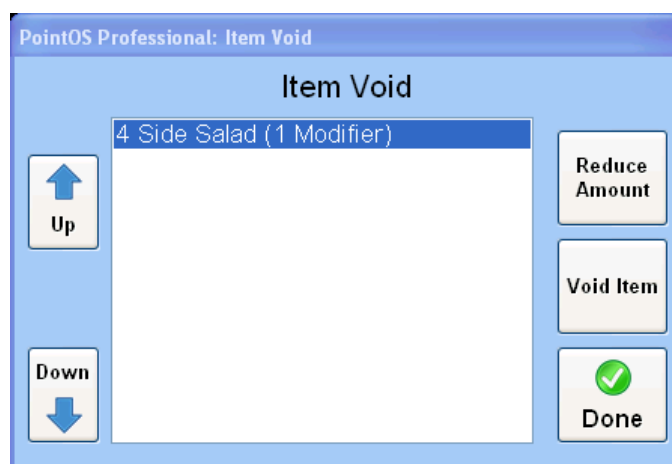 PointOS Professional: Item Void
Item Void
4 Side Salad (1 Modifier)
Up
Down
Reduce
Amount
Void Item
Done